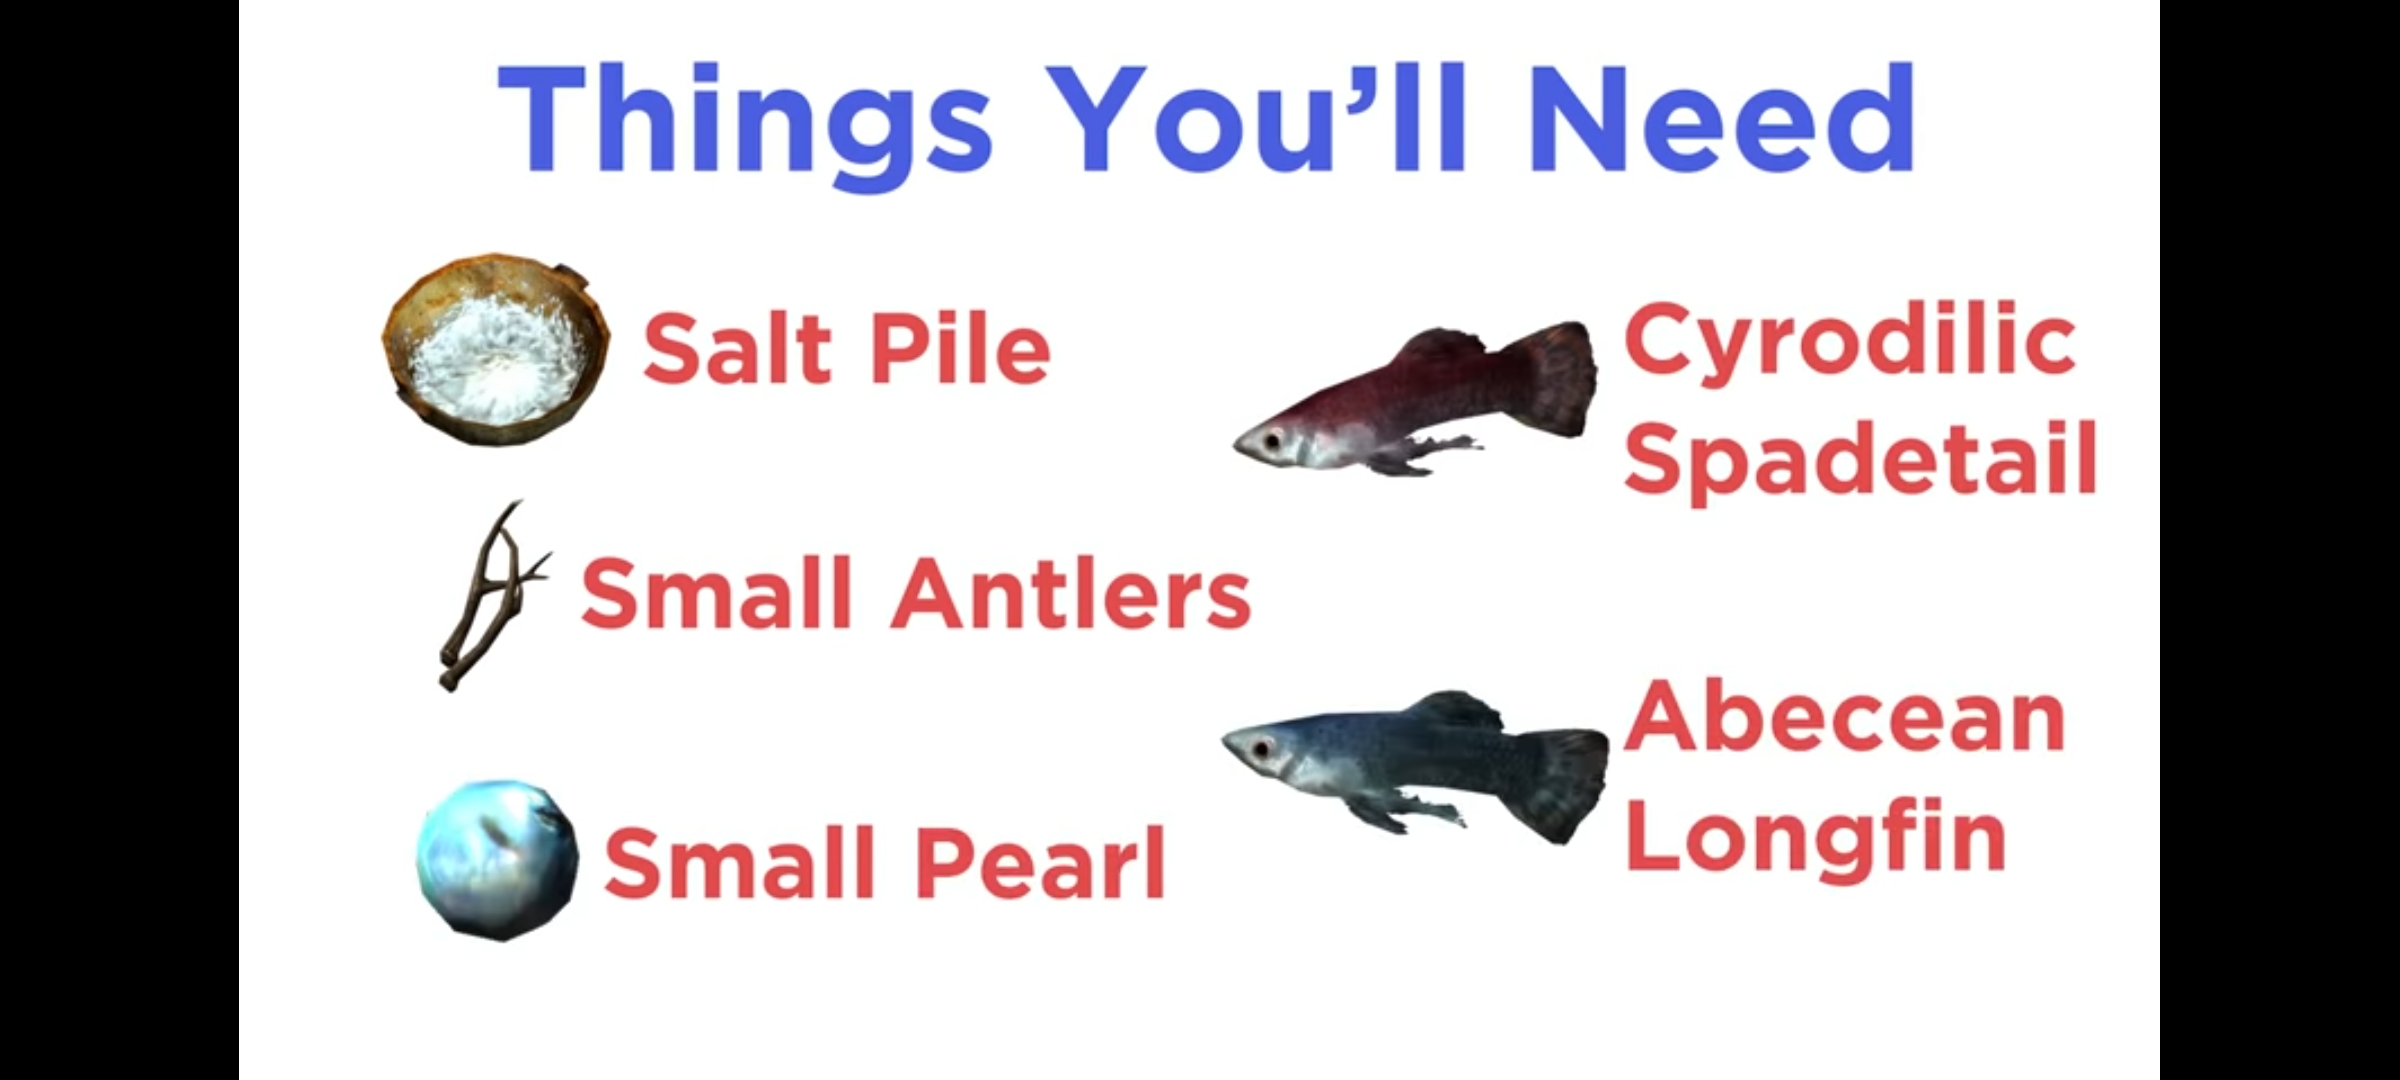 Things You’ll Need
Salt Pile
Small Antlers
Small Pearl
Cyrodilic
Spadetail
Abecean
Longfin